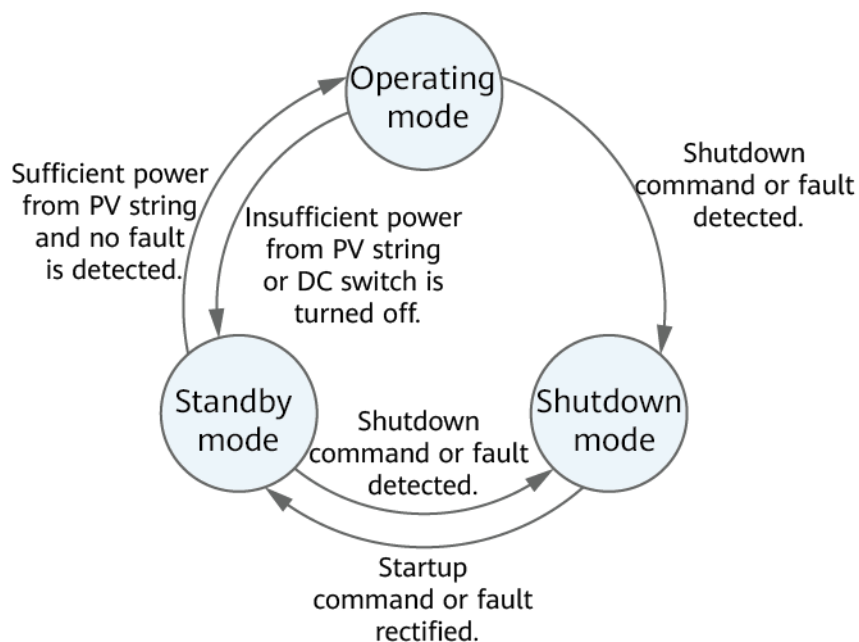 Operating
mode
Shutdown
command or fault
detected.
Sufficient power
from PV string
and no fault
is detected.
Insufficient power
from PV string
or DC switch is
turned off.
Standby
mode
Shutdown
command or fault
detected.
Shutdown
mode
Startup
command or fault
rectified.